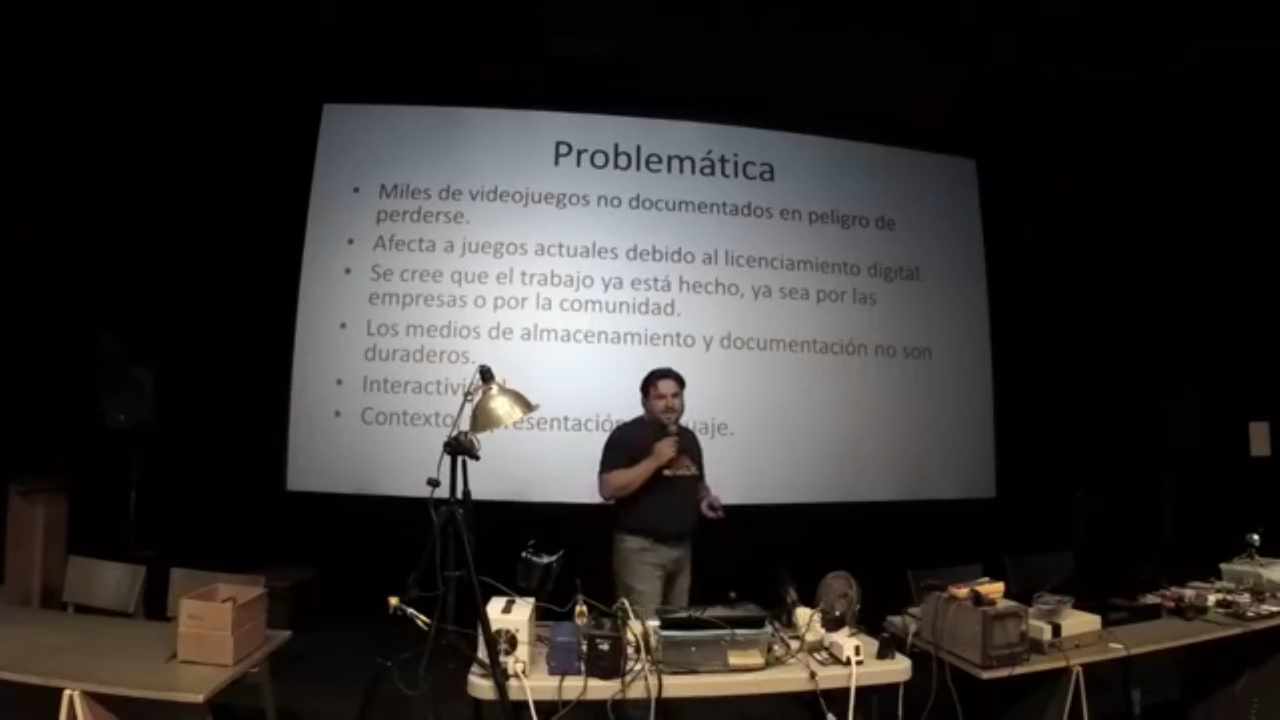 Problemática
• Miles de videojuegos no documentados en peligro de
perderse.
• Afecta a juegos actuales debido al licenciamiento digital.
• Se cree que el trabajo ya está hecho, ya sea por las
empresas o por la comunidad.
• Los medios de almacenamiento y documentación no son
duraderos.
• Interactivi
• Contexto esentación uaje.